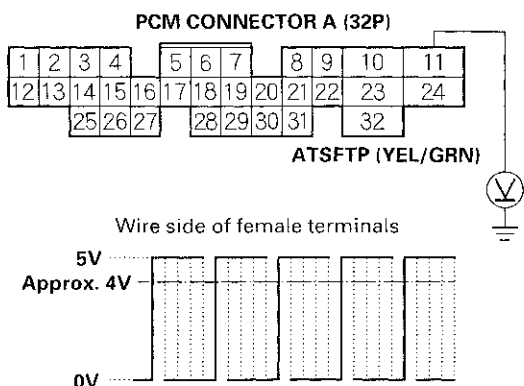 PCM CONNECTOR A (32P)
1 2 3 4 5 6 7 8 9 10 11
12 13 14 15 16 17 18 19 20 21 22 23 24
25 26 27 28 29 30 31 32
ATSFTP (YEL/GRN)
V
Wire side of female terminals
5V
Approx. 4V
0V